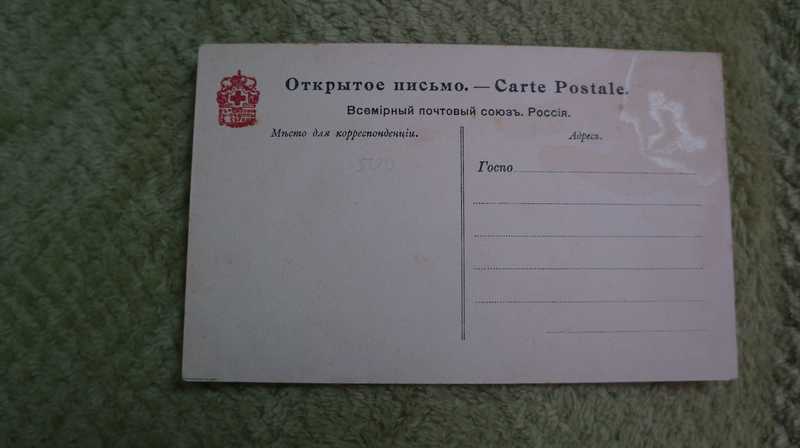 Открытое письмо. — Carte Postale.
Всемірный почтовый союзъ. Россія.
Мѣсто для корреспонденціи.
Адресъ.
Госпо